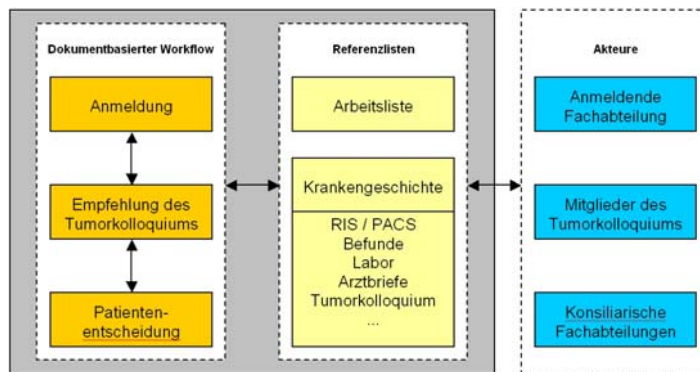 Dokumentbasierter Workflow
Anmeldung
Empfehlung des
Tumorkolloquiums
Patienten-
entscheidung
Referenzlisten
Arbeitsliste
Krankengeschichte
RIS / PACS
Befunde
Labor
Arztbriefe
Tumorkolloquium
...
Akteure
Anmeldende
Fachabteilung
Mitglieder des
Tumorkolloquiums
Konsiliarische
Fachabteilungen